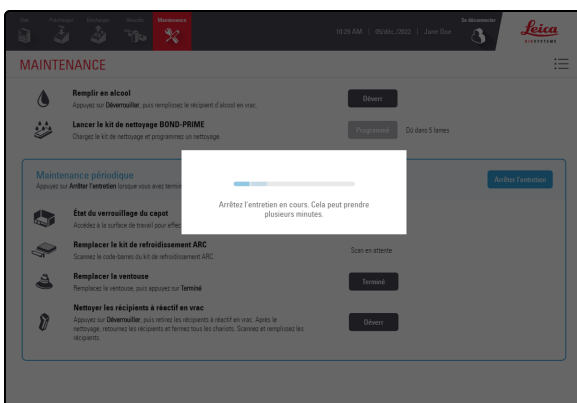 État
Précharger
Décharger
Réactifs
Maintenance
10:29 AM | 05/déc./2022 | Jane Doe
Se déconnecter
Leica
BIOSYSTEMS
MAINTENANCE
Remplir en alcool
Appuyez sur Déverrouiller, puis remplissez le récipient d'alcool en vrac.
Déverr
Lancer le kit de nettoyage BOND-PRIME
Chargez le kit de nettoyage et programmez un nettoyage.
Programmé
Dû dans 5 lames
Maintenance périodique
Appuyez sur Arrêter l'entretien lorsque vous avez termin
Arrêter l'entretien
Arrêtez l'entretien en cours. Cela peut prendre
plusieurs minutes.
État du verrouillage du capot
Accédez à la surface de travail pour effec
Remplacer le kit de refroidissement ARC
Scannez le code-barres du kit de refroidissement ARC.
Scan en attente
Remplacer la ventouse
Remplacez la ventouse, puis appuyez sur Terminé
Terminé
Nettoyer les récipients à réactif en vrac
Appuyez sur Déverrouiller, puis retirez les récipients à réactif en vrac. Après le
nettoyage, retournez les récipients et fermez tous les chariots. Scannez et remplissez les
récipients.
Déverr